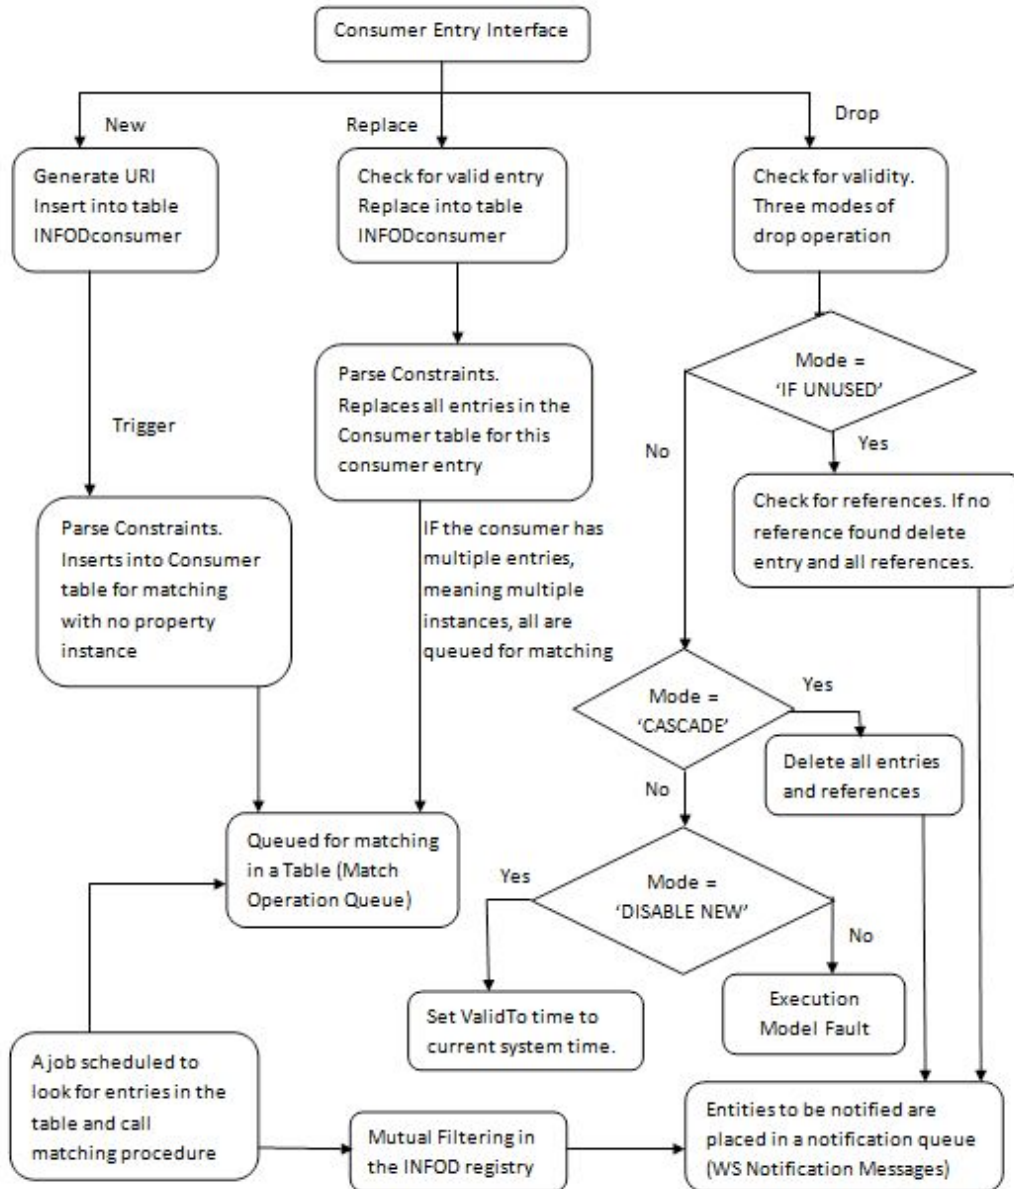 Consumer Entry Interface
New
Replace
Drop
Generate URI
Insert into table
INFODconsumer
Check for valid entry
Replace into table
INFODconsumer
Check for validity.
Three modes of
drop operation
Mode =
‘IF UNUSED’
Parse Constraints.
Replaces all entries in the
Consumer table for this
consumer entry
Trigger
No
Yes
Check for references. If no
reference found delete
entry and all references.
Parse Constraints.
Inserts into Consumer
table for matching
with no property
instance
IF the consumer has
multiple entries,
meaning multiple
instances, all are
queued for matching
Mode =
‘CASCADE’
Yes
Delete all entries
and references
No
Queued for matching
in a Table (Match
Operation Queue)
Mode =
‘DISABLE NEW’
Yes
No
Set ValidTo time to
current system time.
Execution
Model Fault
A job scheduled to
look for entries in the
table and call
matching procedure
Mutual Filtering in
the INFOD registry
Entities to be notified are
placed in a notification queue
(WS Notification Messages)